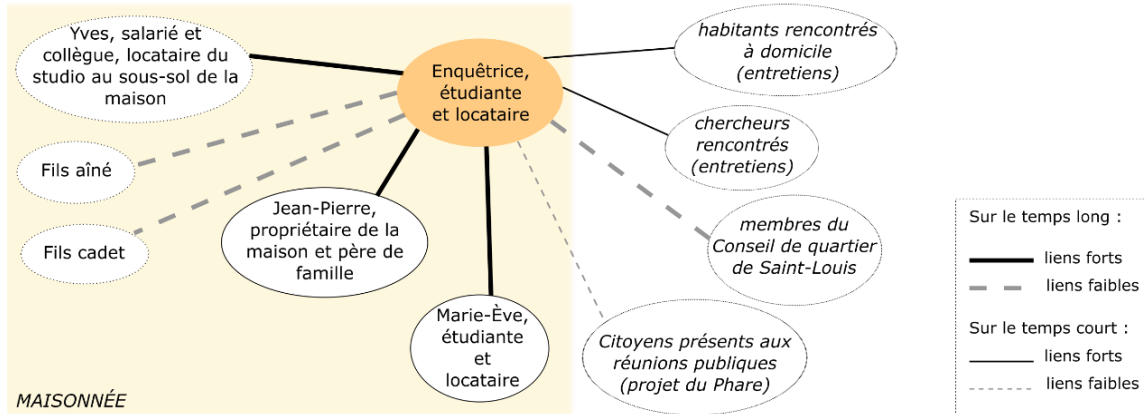 Yves, salarié et
collègue, locataire du
studio au sous-sol de la
maison
Enquêtrice,
étudiante
et locataire
habitants rencontrés
à domicile
(entretiens)
chercheurs
rencontrés
(entretiens)
Fils aîné
Fils cadet
Jean-Pierre,
propriétaire de la
maison et père de
famille
membres du
Conseil de quartier
de Saint-Louis
Marie-Ève,
étudiante
et
locataire
Citoyens présents aux
réunions publiques
(projet du Phare)
MAISONNÉE
Sur le temps long :
liens forts
liens faibles
Sur le temps court :
liens forts
liens faibles